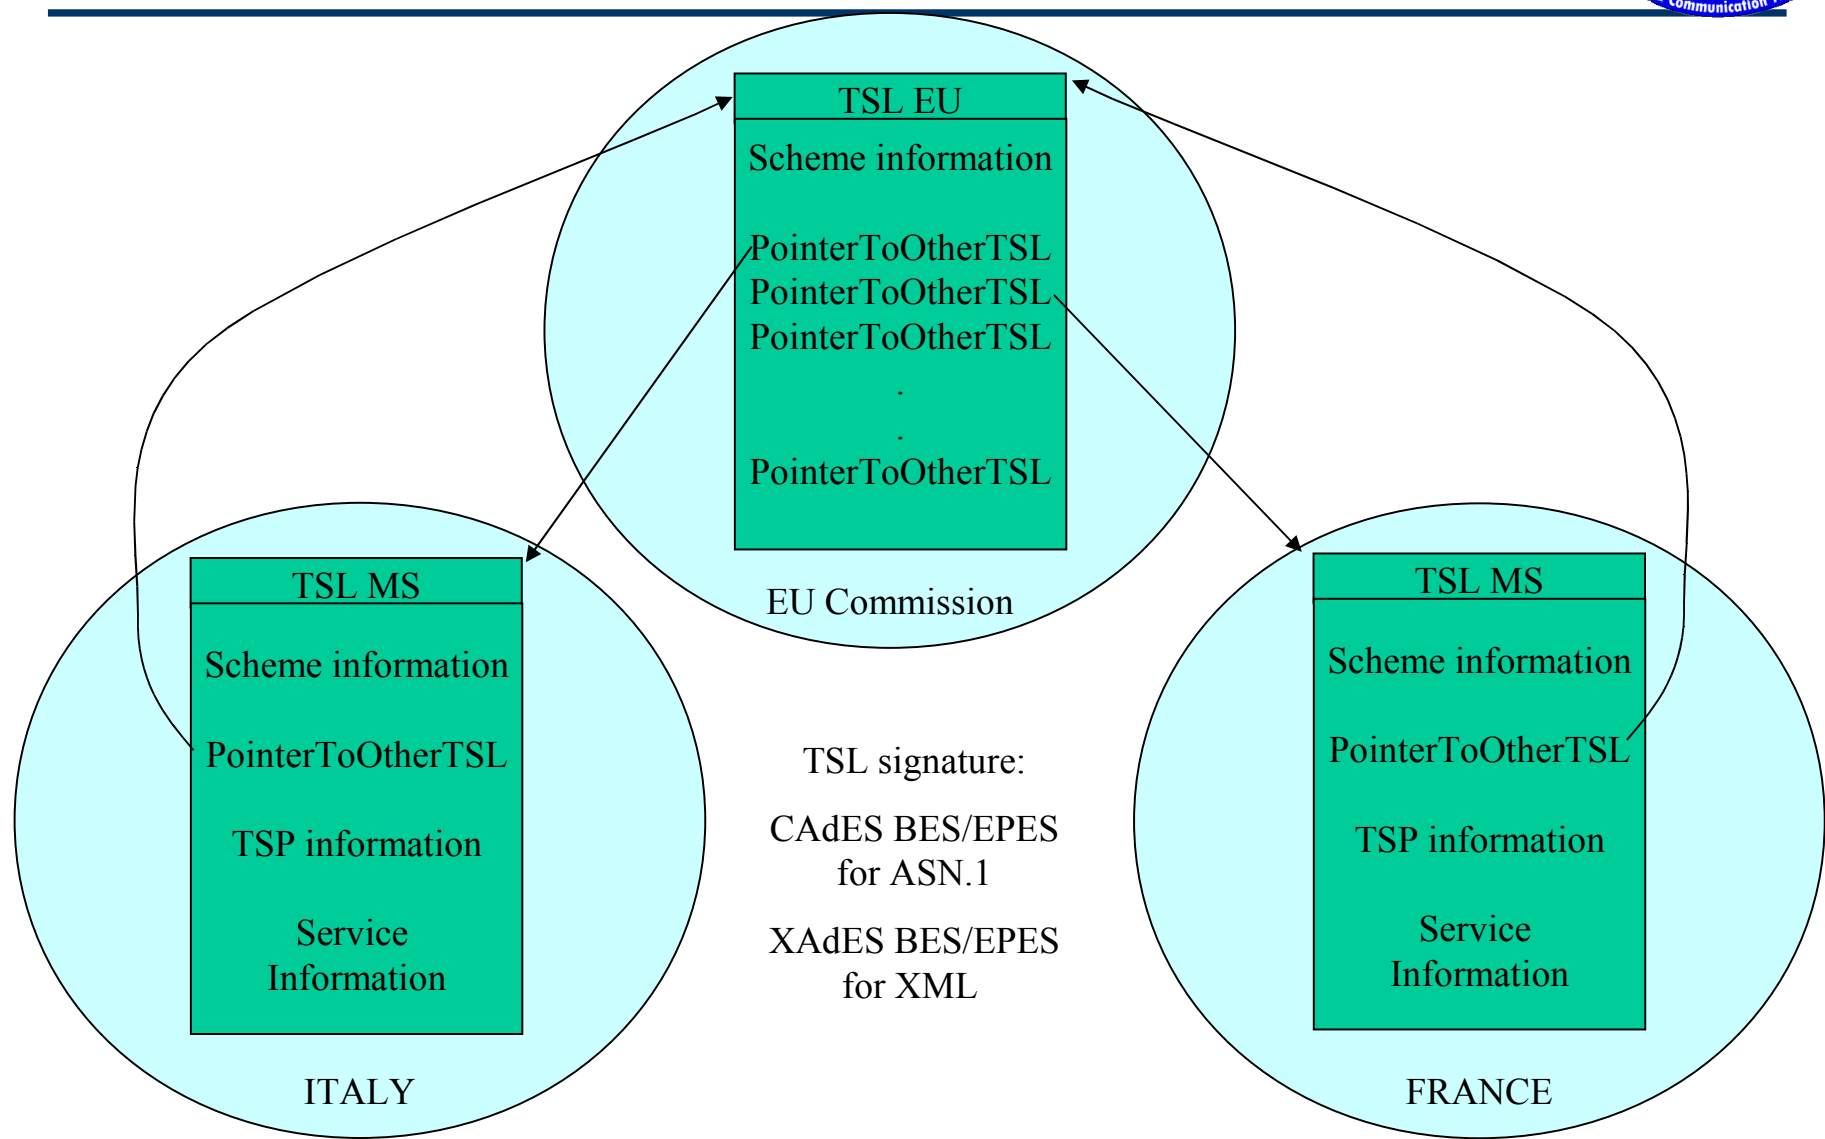 Communication
TSL EU
Scheme information
PointerToOtherTSL
PointerToOtherTSL
PointerToOtherTSL
.
.
PointerToOtherTSL
EU Commission
TSL MS
Scheme information
PointerToOtherTSL
TSP information
Service
Information
ITALY
TSL signature:
CAdES BES/EPES
for ASN.1
XAdES BES/EPES
for XML
TSL MS
Scheme information
PointerToOtherTSL
TSP information
Service
Information
FRANCE